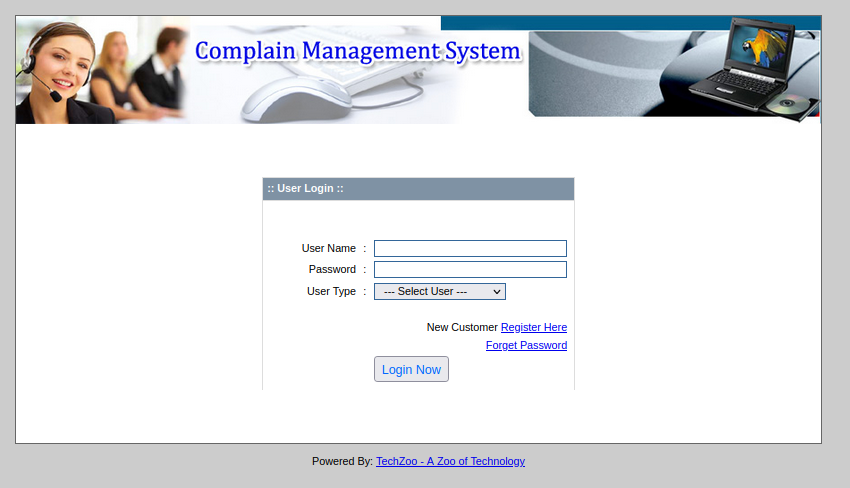 Complain Management System
:: User Login ::
User Name :
Password :
User Type : --- Select User ---
New Customer Register Here
Forget Password
Login Now
Powered By: TechZoo - A Zoo of Technology